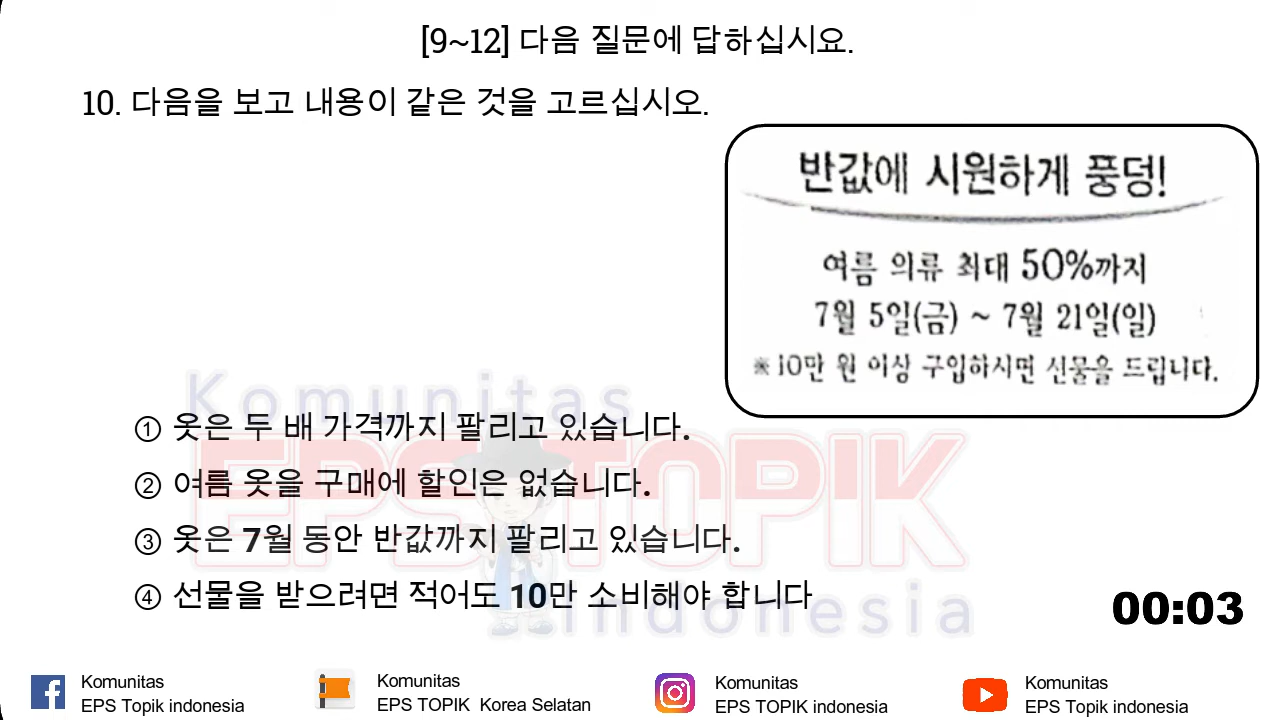 [9~12] 다음 질문에 답하십시요.
10. 다음을 보고 내용이 같은 것을 고르십시오.
반값에 시원하게 풍덩!
여름 의류 최대 50%까지
7월 5일(금) ~ 7월 21일(일)
※ 10만 원 이상 구입하시면 선물을 드립니다.
Komunitas
EPS TOPIK
indonesia
① 옷은 두 배 가격까지 팔리고 있습니다.
② 여름 옷을 구매에 할인은 없습니다.
③ 옷은 7월 동안 반값까지 팔리고 있습니다.
④ 선물을 받으려면 적어도 10만 소비해야 합니다
00:03
Komunitas
EPS Topik indonesia
Komunitas
EPS TOPIK Korea Selatan
Komunitas
EPS TOPIK indonesia
Komunitas
EPS Topik indonesia